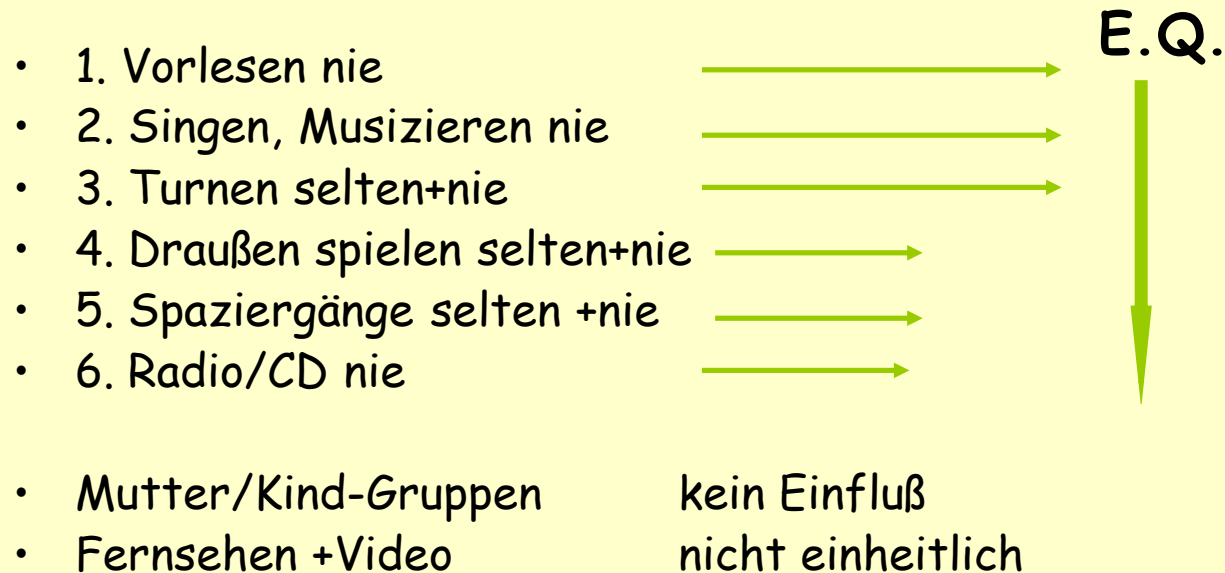 E.Q.
• 1. Vorlesen nie
• 2. Singen, Musizieren nie
• 3. Turnen selten+nie
• 4. Draußen spielen selten+nie
• 5. Spaziergänge selten +nie
• 6. Radio/CD nie
• Mutter/Kind-Gruppen kein Einfluß
• Fernsehen +Video nicht einheitlich